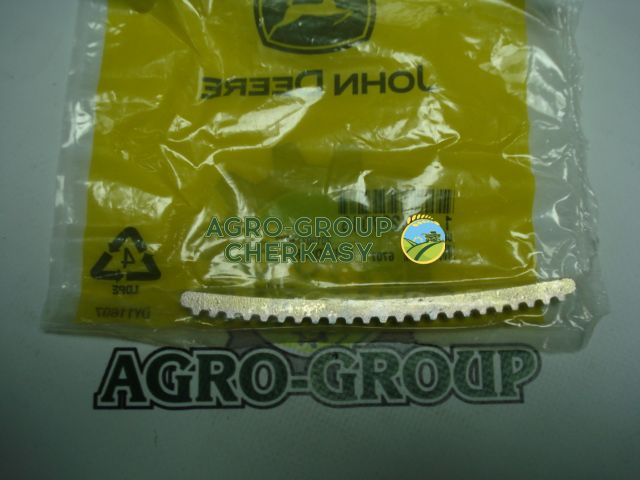 JOHN DEERE
AGRO-GROUP
CHERKASY
4
LDPE
DY11607
AGRO-GROUP